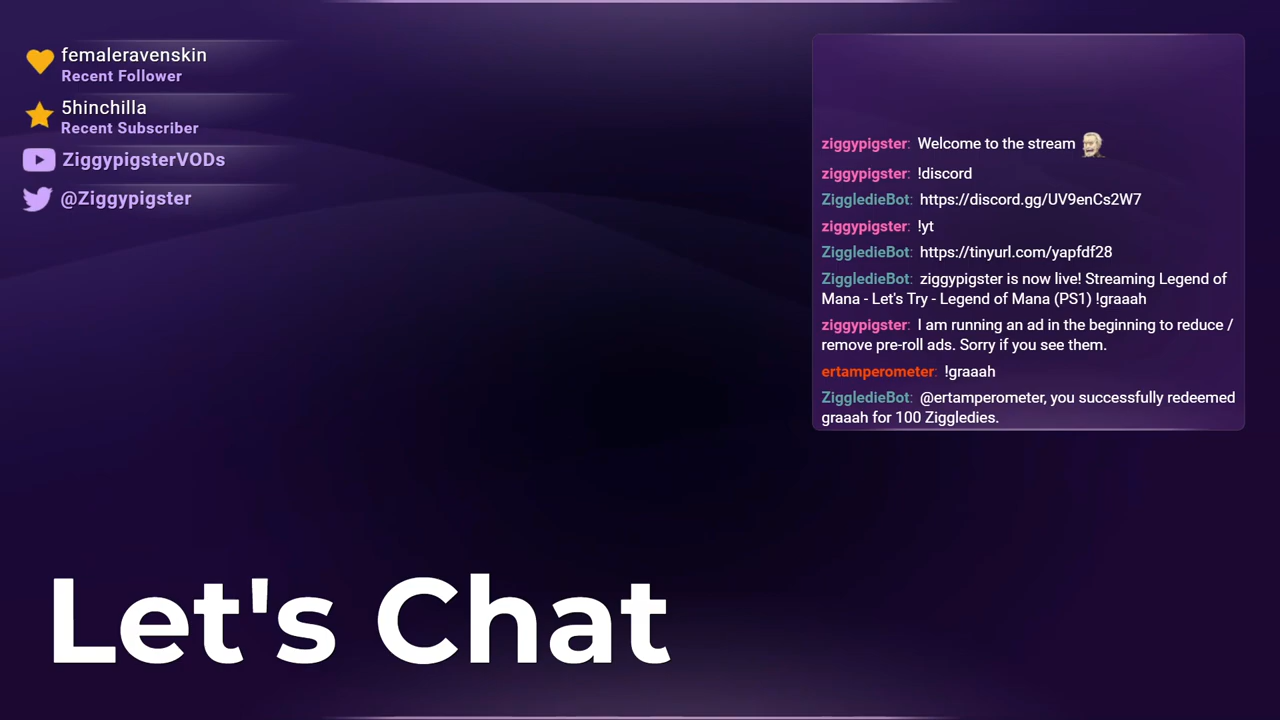 femaleravenskin
Recent Follower
5hinchilla
Recent Subscriber
ZiggypigsterVODs
@Ziggypigster
ziggypigster: Welcome to the stream
ziggypigster: !discord
ZiggledieBot: https://discord.gg/UV9enCs2W7
ziggypigster: !yt
ZiggledieBot: https://tinyurl.com/yapfdf28
ZiggledieBot: ziggypigster is now live! Streaming Legend of
Mana - Let's Try - Legend of Mana (PS1) !graaah
ziggypigster: I am running an ad in the beginning to reduce /
remove pre-roll ads. Sorry if you see them.
ertamperometer: !graaah
ZiggledieBot: @ertamperometer, you successfully redeemed
graaah for 100 Ziggledies.
Let's Chat